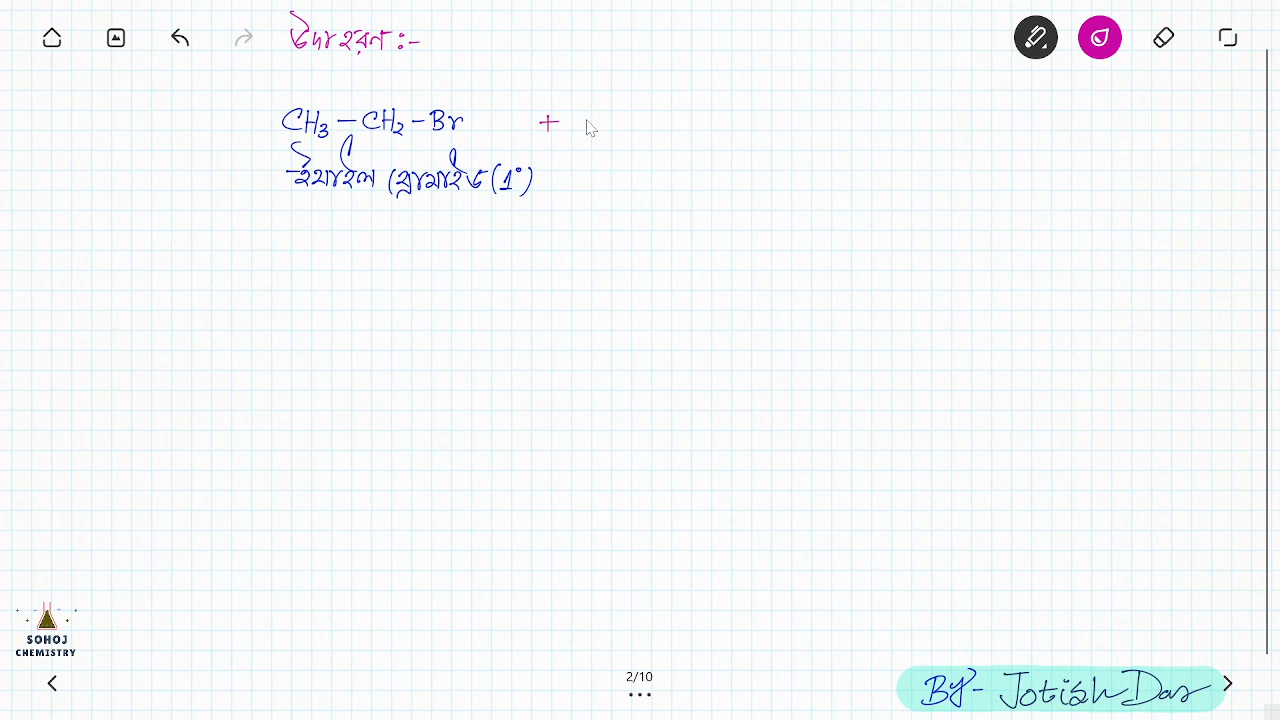 উদাহরণ :-
CH₃ – CH₂ – Br +
ইথাইল ব্রোমাইড (1°)
SOHOJ
CHEMISTRY
2/10
By - Jotish Das